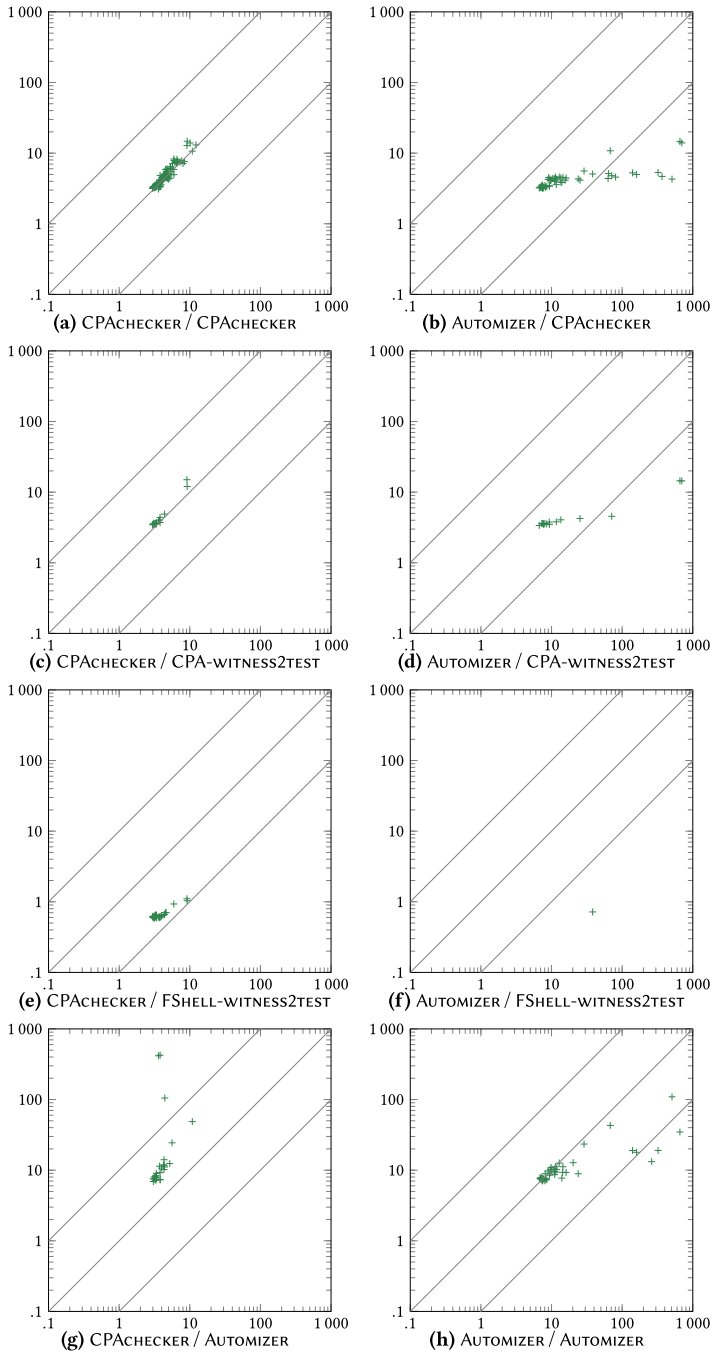 1 000 1 000
100 100
10 10
1 1
.1 .1
.1 1 10 100 1 000 .1 1 10 100 1 000
(a) CPACHECKER / CPACHECKER (b) AUTOMIZER / CPACHECKER
1 000 1 000
100 100
10 10
1 1
.1 .1
.1 1 10 100 1 000 .1 1 10 100 1 000
(c) CPACHECKER / CPA-WITNESS2TEST (d) AUTOMIZER / CPA-WITNESS2TEST
1 000 1 000
100 100
10 10
1 1
.1 .1
.1 1 10 100 1 000 .1 1 10 100 1 000
(e) CPACHECKER / FSHELL-WITNESS2TEST (f) AUTOMIZER / FSHELL-WITNESS2TEST
1 000 1 000
100 100
10 10
1 1
.1 .1
.1 1 10 100 1 000 .1 1 10 100 1 000
(g) CPACHECKER / AUTOMIZER (h) AUTOMIZER / AUTOMIZER